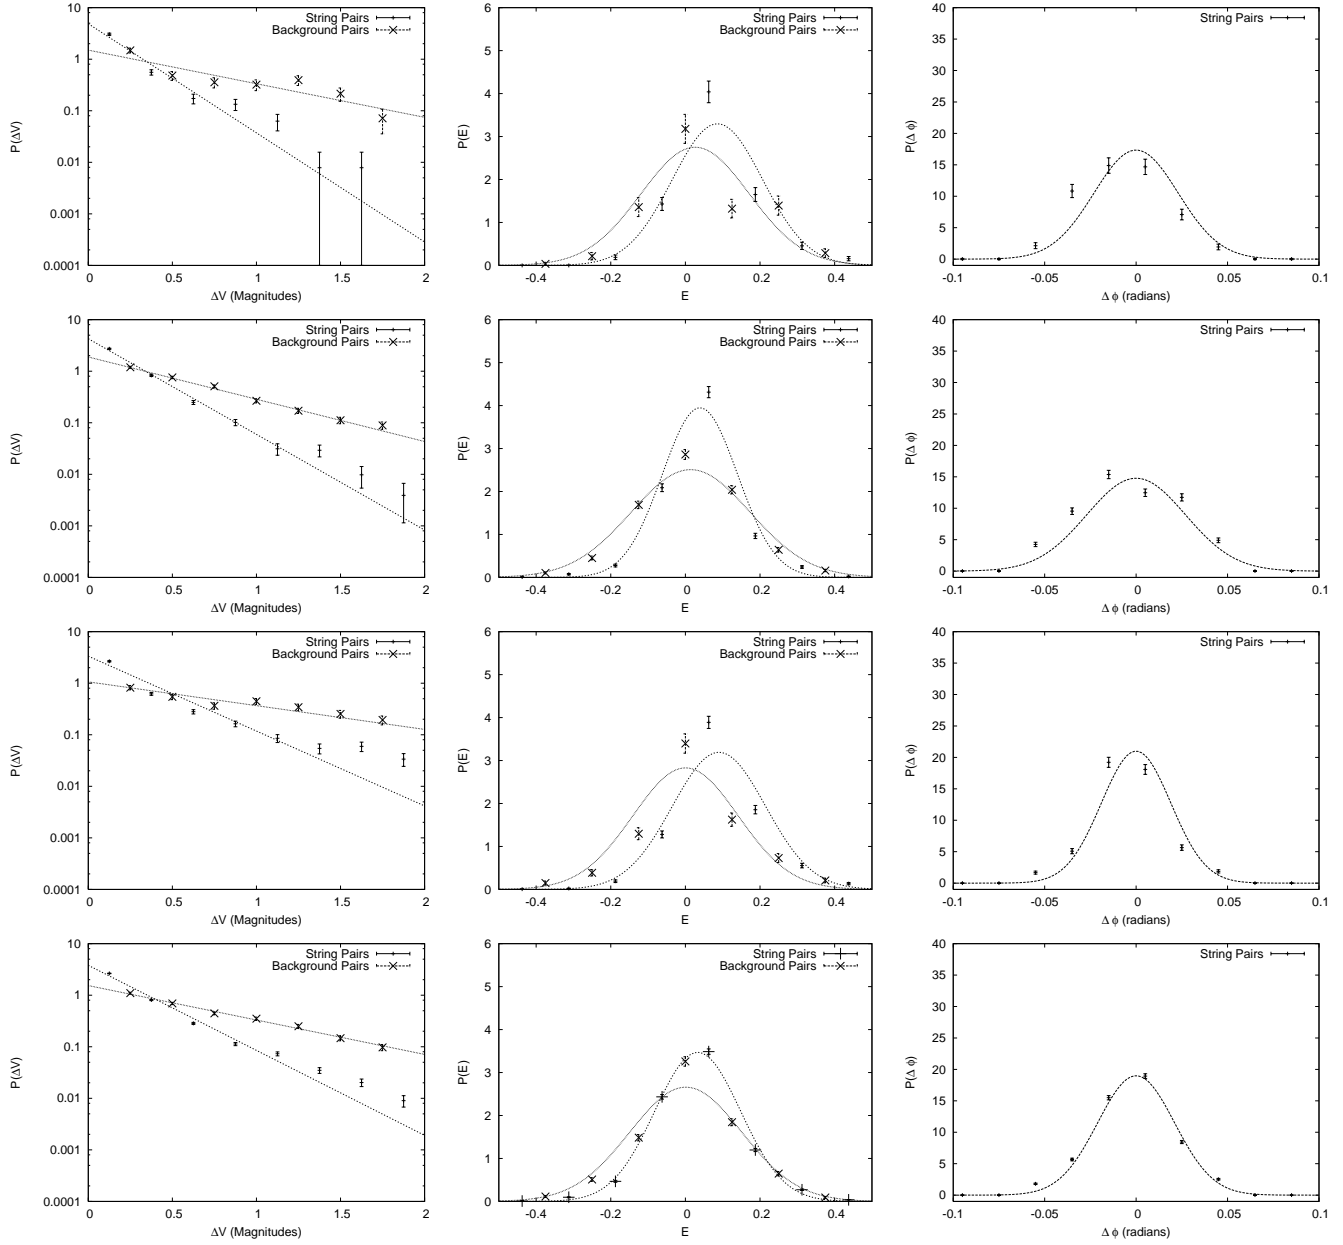 10
1
0.1
0.01
0.001
0.0001
0 0.5 1 1.5 2
P(ΔV)
ΔV (Magnitudes)
String Pairs
Background Pairs
6
5
4
3
2
1
0
-0.4 -0.2 0 0.2 0.4
P(E)
E
String Pairs
Background Pairs
40
35
30
25
20
15
10
5
0
-0.1 -0.05 0 0.05 0.1
P(Δ ϕ)
Δ ϕ (radians)
String Pairs
10
1
0.1
0.01
0.001
0.0001
0 0.5 1 1.5 2
P(ΔV)
ΔV (Magnitudes)
String Pairs
Background Pairs
6
5
4
3
2
1
0
-0.4 -0.2 0 0.2 0.4
P(E)
E
String Pairs
Background Pairs
40
35
30
25
20
15
10
5
0
-0.1 -0.05 0 0.05 0.1
P(Δ ϕ)
Δ ϕ (radians)
String Pairs
10
1
0.1
0.01
0.001
0.0001
0 0.5 1 1.5 2
P(ΔV)
ΔV (Magnitudes)
String Pairs
Background Pairs
6
5
4
3
2
1
0
-0.4 -0.2 0 0.2 0.4
P(E)
E
String Pairs
Background Pairs
40
35
30
25
20
15
10
5
0
-0.1 -0.05 0 0.05 0.1
P(Δ ϕ)
Δ ϕ (radians)
String Pairs
10
1
0.1
0.01
0.001
0.0001
0 0.5 1 1.5 2
P(ΔV)
ΔV (Magnitudes)
String Pairs
Background Pairs
6
5
4
3
2
1
0
-0.4 -0.2 0 0.2 0.4
P(E)
E
String Pairs
Background Pairs
40
35
30
25
20
15
10
5
0
-0.1 -0.05 0 0.05 0.1
P(Δ ϕ)
Δ ϕ (radians)
String Pairs